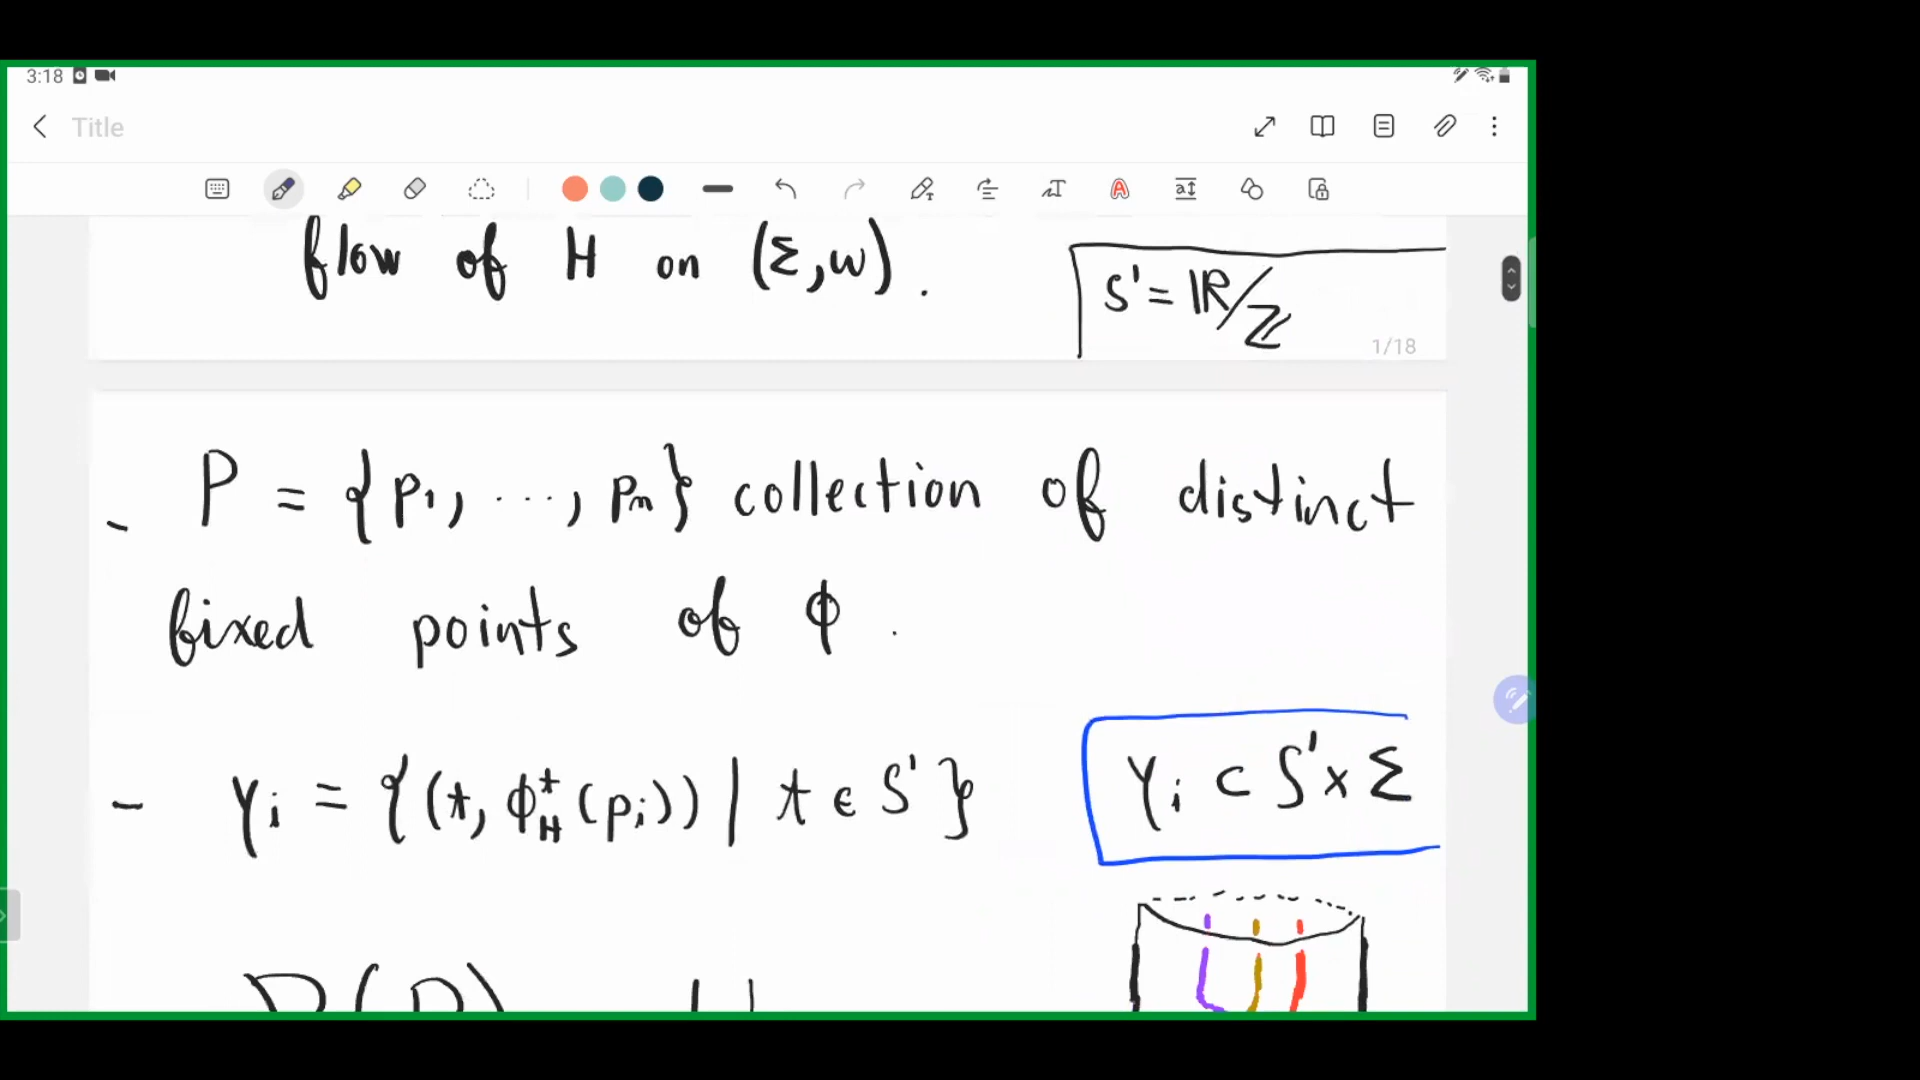 3:18
Title
flow of H on (Σ,ω).
S¹ = ℝ/ℤ
1/18
- P = {p₁, ..., pₙ} collection of distinct
fixed points of ϕ.
- γᵢ = {(t, ϕᵗ_H(pᵢ)) | t ∈ S¹}
γᵢ ⊂ S¹ x Σ